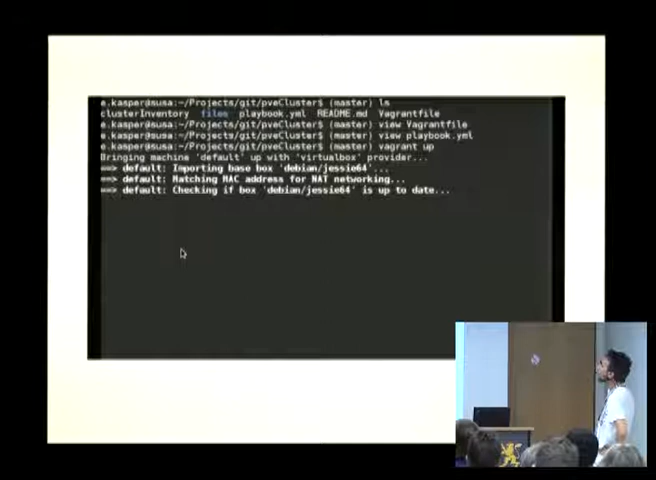 e.kasper@susa:~/Projects/git/pveCluster$ (master) ls
clusterInventory files playbook.yml README.md Vagrantfile
e.kasper@susa:~/Projects/git/pveCluster$ (master) view Vagrantfile
e.kasper@susa:~/Projects/git/pveCluster$ (master) view playbook.yml
e.kasper@susa:~/Projects/git/pveCluster$ (master) vagrant up
Bringing machine 'default' up with 'virtualbox' provider...
==> default: Importing base box 'debian/jessie64'...
==> default: Matching MAC address for NAT networking...
==> default: Checking if box 'debian/jessie64' is up to date...